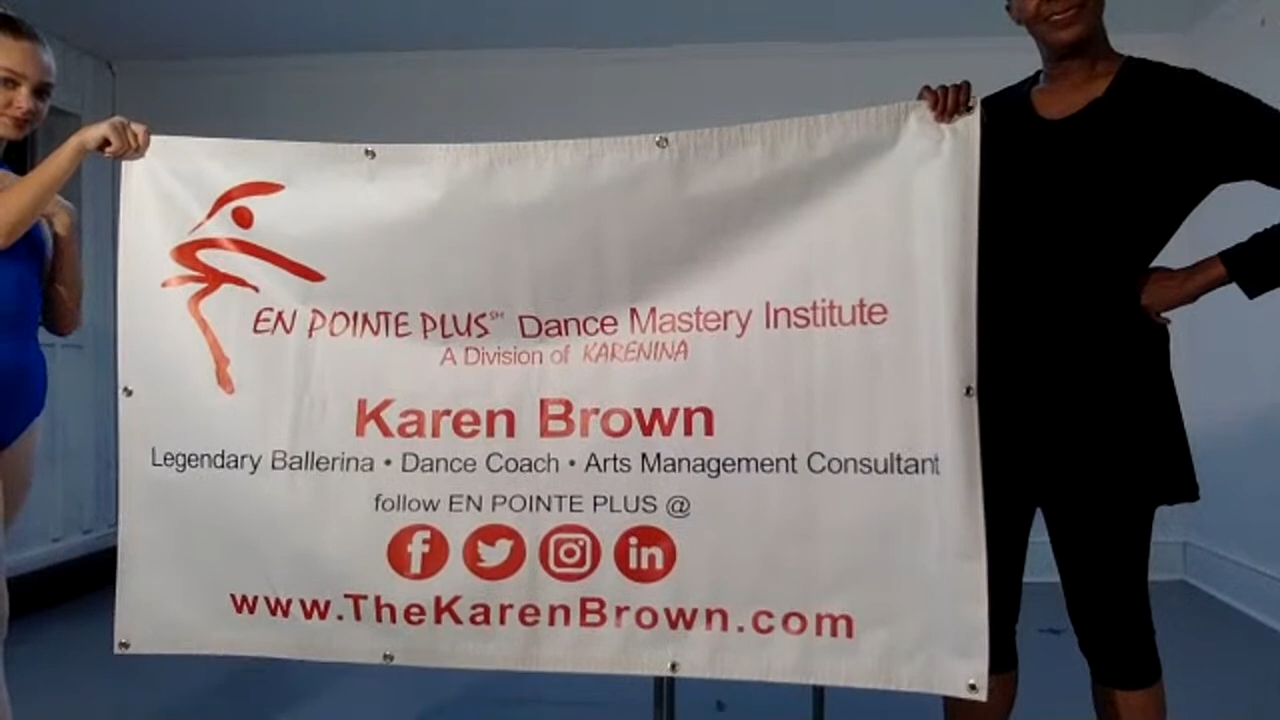 EN POINTE PLUS℠ Dance Mastery Institute
A Division of KARENINA
Karen Brown
Legendary Ballerina • Dance Coach • Arts Management Consultant
follow EN POINTE PLUS @
f in
www.TheKarenBrown.com